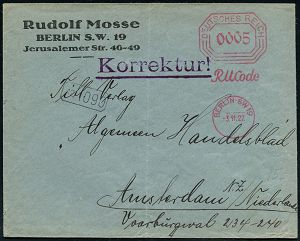 Rudolf Mosse
BERLIN S.W. 19
Jerusalemer Str. 46-49
DEUTSCHES REICH
0005
RMCode
Korrektur!
Verlag
BERLIN SW 19
Algemeen Handelsblad
Amsterdam N.Z.
Voorburgwal 234-240